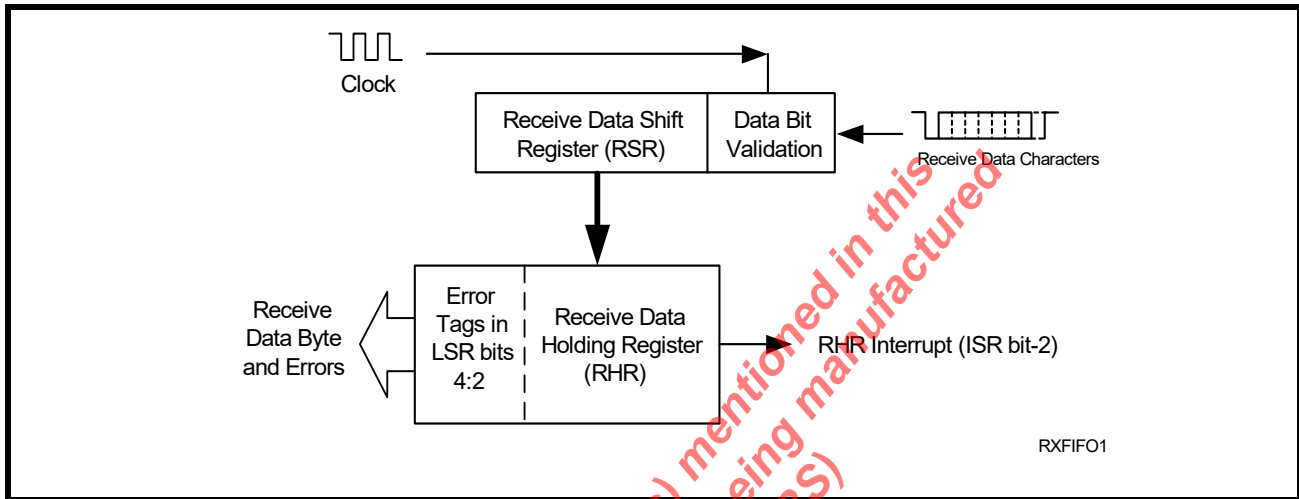 Clock
Receive Data Shift
Register (RSR)
Data Bit
Validation
Receive Data Characters
Receive
Data Byte
and Errors
Error
Tags in
LSR bits
4:2
Receive Data
Holding Register
(RHR)
RHR Interrupt (ISR bit-2)
RXFIFO1
mentioned in this
being manufactured